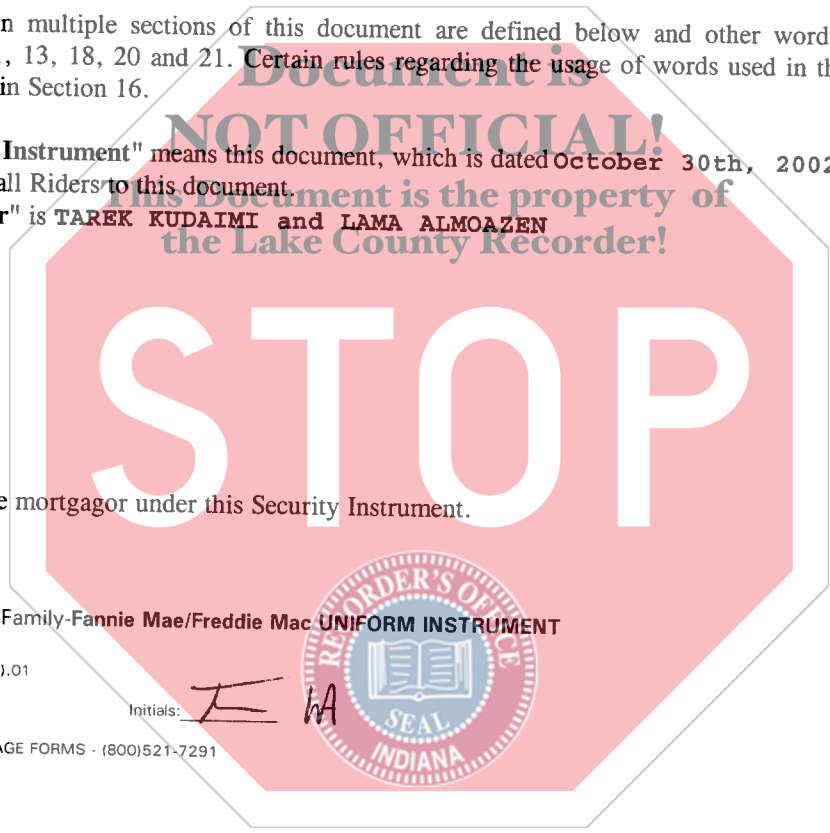 n multiple sections of this document are defined below and other word
, 13, 18, 20 and 21. Certain rules regarding the usage of words used in th
in Section 16.
Document is
NOT OFFICIAL!
Instrument" means this document, which is dated October 30th, 2002
all Riders to this document.
This Document is the property of
r" is TAREK KUDAIMI and LAMA ALMOAZEN
the Lake County Recorder!
STOP
e mortgagor under this Security Instrument.
RECORDER'S OFFICE
Family-Fannie Mae/Freddie Mac UNIFORM INSTRUMENT
).01
Initials:
SEAL
INDIANA
AGE FORMS - (800)521-7291